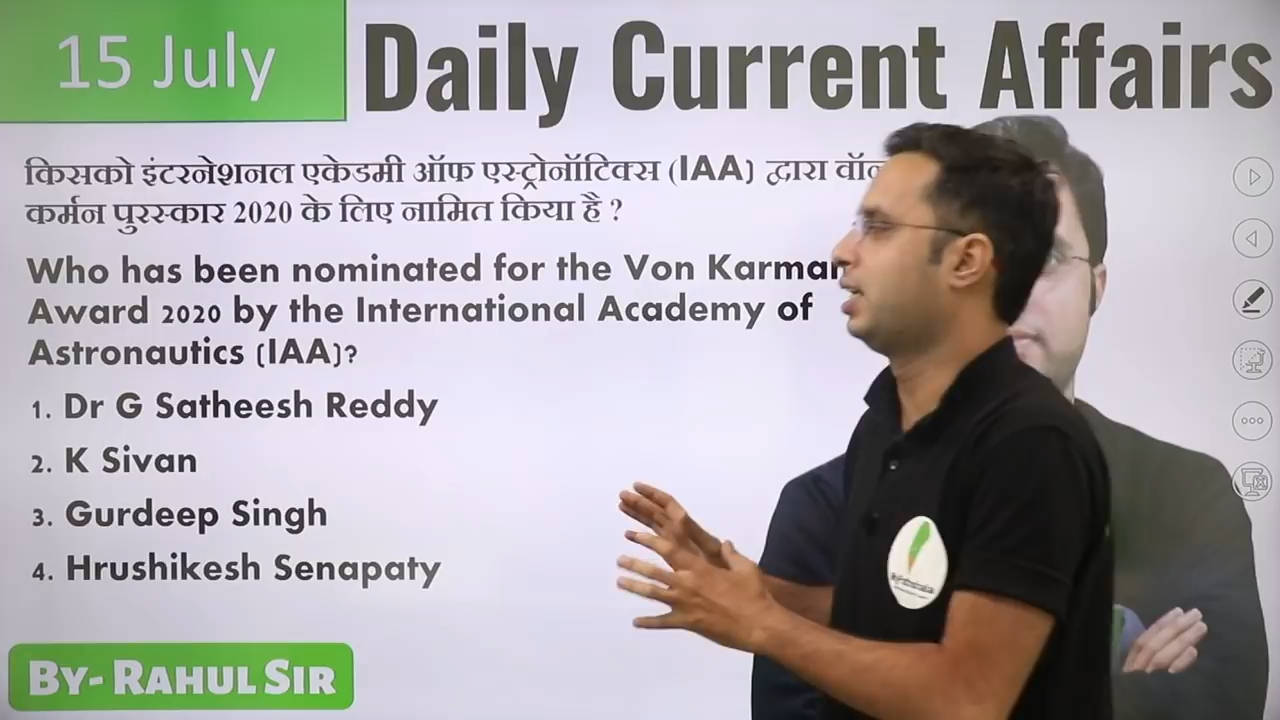 15 July
Daily Current Affairs
किसको इंटरनेशनल एकेडमी ऑफ एस्ट्रोनॉटिक्स (IAA) द्वारा
कर्मन पुरस्कार 2020 के लिए नामित किया है ?
Who has been nominated for the Von Karman
Award 2020 by the International Academy of
Astronautics (IAA)?
1. Dr G Satheesh Reddy
2. K Sivan
3. Gurdeep Singh
4. Hrushikesh Senapaty
BY- RAHUL SIR